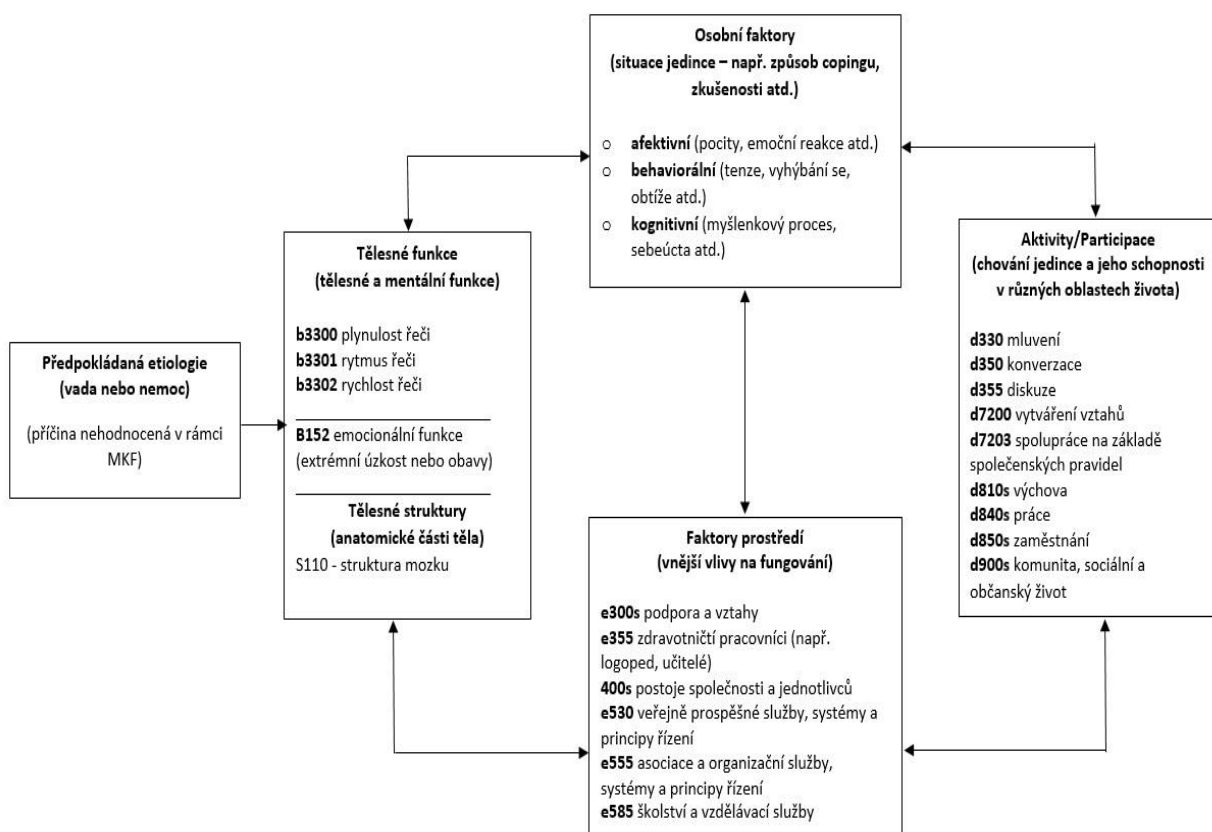 Osobní faktory
(situace jedince – např. způsob copingu,
zkušenosti atd.)
o afektivní (pocity, emoční reakce atd.)
o behaviorální (tenze, vyhýbání se,
obtíže atd.)
o kognitivní (myšlenkový proces,
sebeúcta atd.)
Tělesné funkce
(tělesné a mentální funkce)
b3300 plynulost řeči
b3301 rytmus řeči
b3302 rychlost řeči
B152 emocionální funkce
(extrémní úzkost nebo obavy)
Tělesné struktury
(anatomické části těla)
S110 - struktura mozku
Předpokládaná etiologie
(vada nebo nemoc)
(příčina nehodnocená v rámci
MKF)
Aktivity/Participace
(chování jedince a jeho schopnosti
v různých oblastech života)
d330 mluvení
d350 konverzace
d355 diskuze
d7200 vytváření vztahů
d7203 spolupráce na základě
společenských pravidel
d810s výchova
d840s práce
d850s zaměstnání
d900s komunita, sociální a
občanský život
Faktory prostředí
(vnější vlivy na fungování)
e300s podpora a vztahy
e355 zdravotničtí pracovníci (např.
logoped, učitelé)
400s postoje společnosti a jednotlivců
e530 veřejně prospěšné služby, systémy a
principy řízení
e555 asociace a organizační služby,
systémy a principy řízení
e585 školství a vzdělávací služby